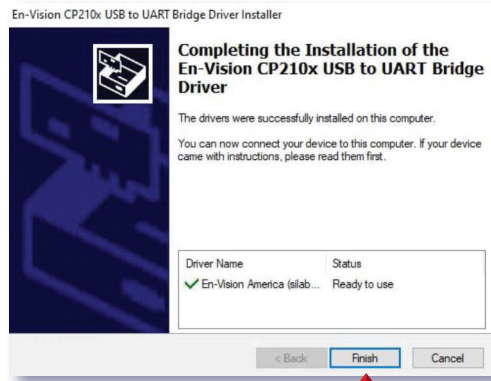 En-Vision CP210x USB to UART Bridge Driver Installer
Completing the Installation of the
En-Vision CP210x USB to UART Bridge
Driver
The drivers were successfully installed on this computer.
You can now connect your device to this computer. If your device
came with instructions, please read them first.
Driver Name Status
En-Vision America (silab... Ready to use
< Back Finish Cancel